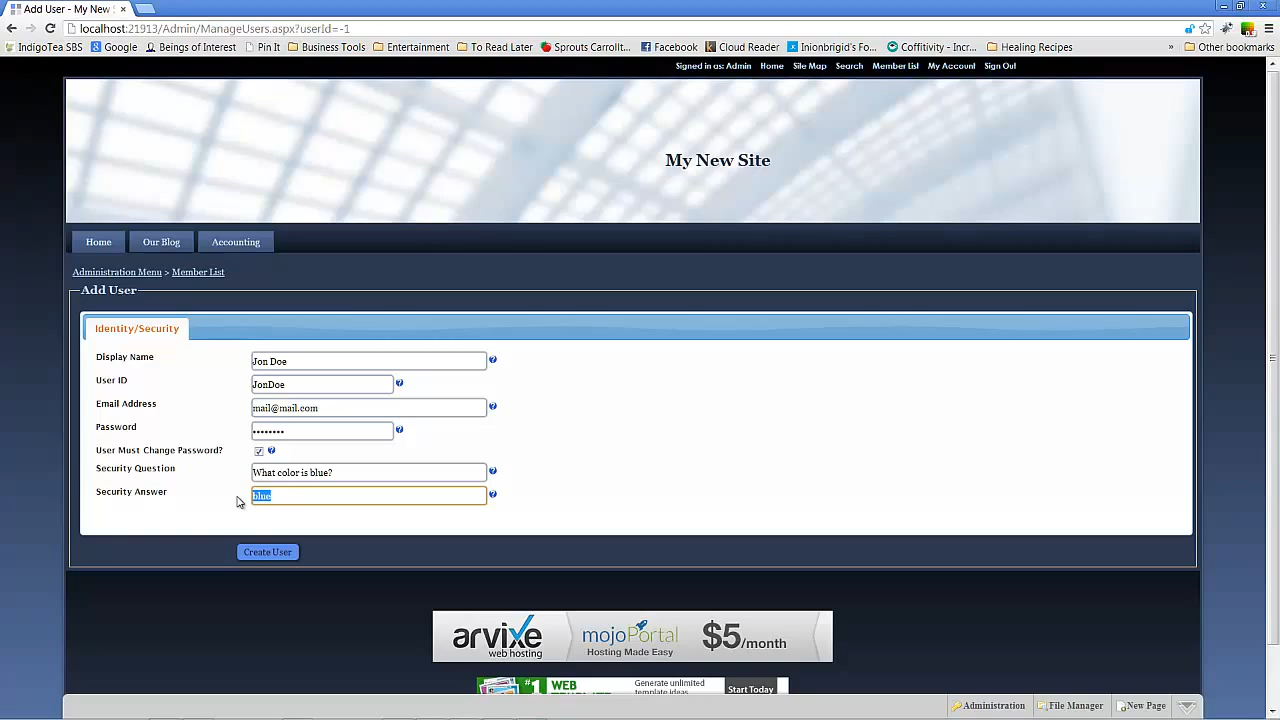 Add User - My New S
localhost:21913/Admin/ManageUsers.aspx?userId=-1
IndigoTea SBS Google Beings of Interest Pin It Business Tools Entertainment To Read Later Sprouts Carrollt... Facebook Cloud Reader Inionbrigid's Fo... Coffitivity - Incr... Healing Recipes » Other bookmarks
Signed in as: Admin Home Site Map Search Member List My Account Sign Out
My New Site
Home Our Blog Accounting
Administration Menu > Member List
Add User
Identity/Security
Display Name Jon Doe
User ID JonDoe
Email Address mail@mail.com
Password ••••••••
User Must Change Password?
Security Question What color is blue?
Security Answer blue
Create User
arvixe web hosting mojoPortal Hosting Made Easy $5/month
#1 WEB Generate unlimited template ideas Start Today
Administration File Manager New Page